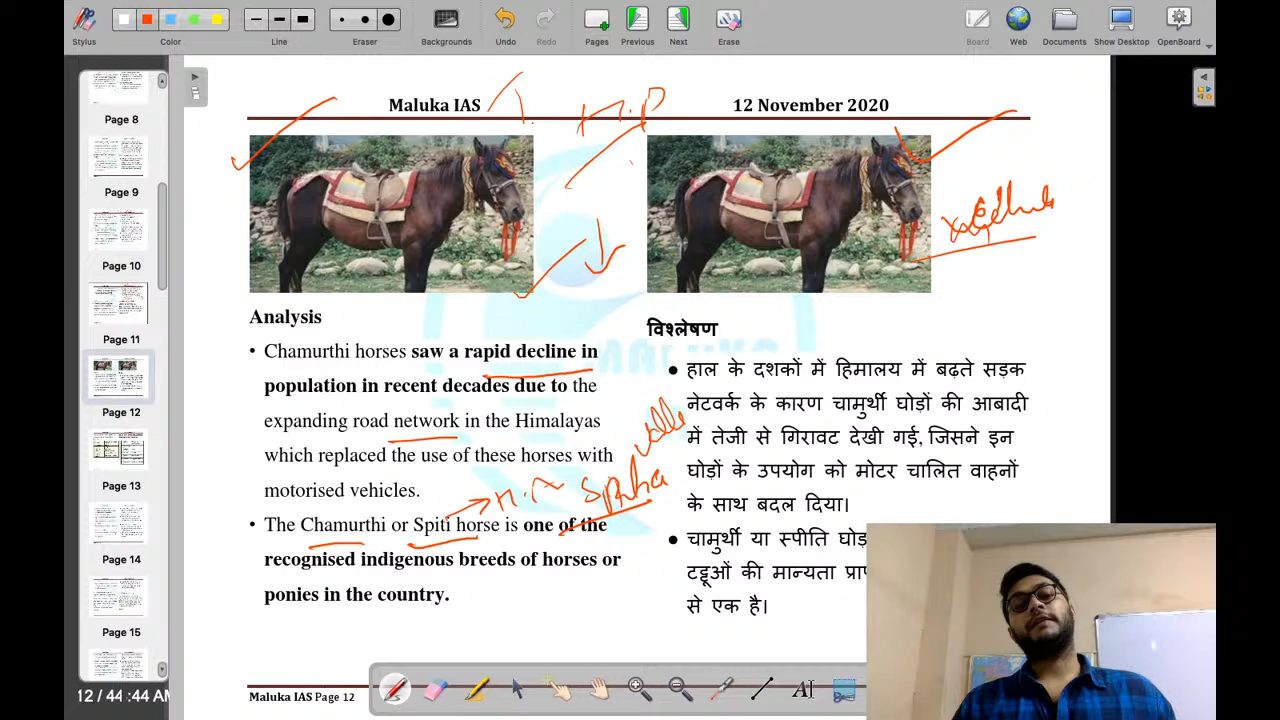 Stylus
Color
Line
Eraser
Backgrounds
Undo
Redo
Pages
Previous
Next
Erase
Board
Web
Documents
Show Desktop
OpenBoard
Page 8
Page 9
Page 10
Page 11
Page 12
Page 13
Page 14
Page 15
12 / 44
:44 AM
Maluka IAS
12 November 2020
H.P
Analysis
• Chamurthi horses saw a rapid decline in
population in recent decades due to the
expanding road network in the Himalayas
which replaced the use of these horses with
motorised vehicles.
• The Chamurthi or Spiti horse is one of the
recognised indigenous breeds of horses or
ponies in the country.
विश्लेषण
● हाल के दशकों में हिमालय में बढ़ते सड़क
नेटवर्क के कारण चामुर्थी घोड़ों की आबादी
में तेजी से गिरावट देखी गई, जिसने इन
घोड़ों के उपयोग को मोटर चालित वाहनों
के साथ बदल दिया।
● चामुर्थी या स्पीति
टट्टूओं की मान्यता
से एक है।
Maluka IAS Page 12